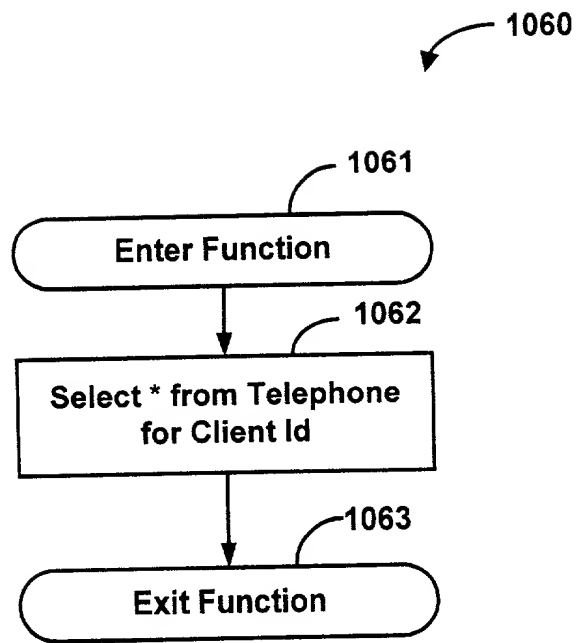 1060
1061
Enter Function
1062
Select * from Telephone
for Client Id
1063
Exit Function